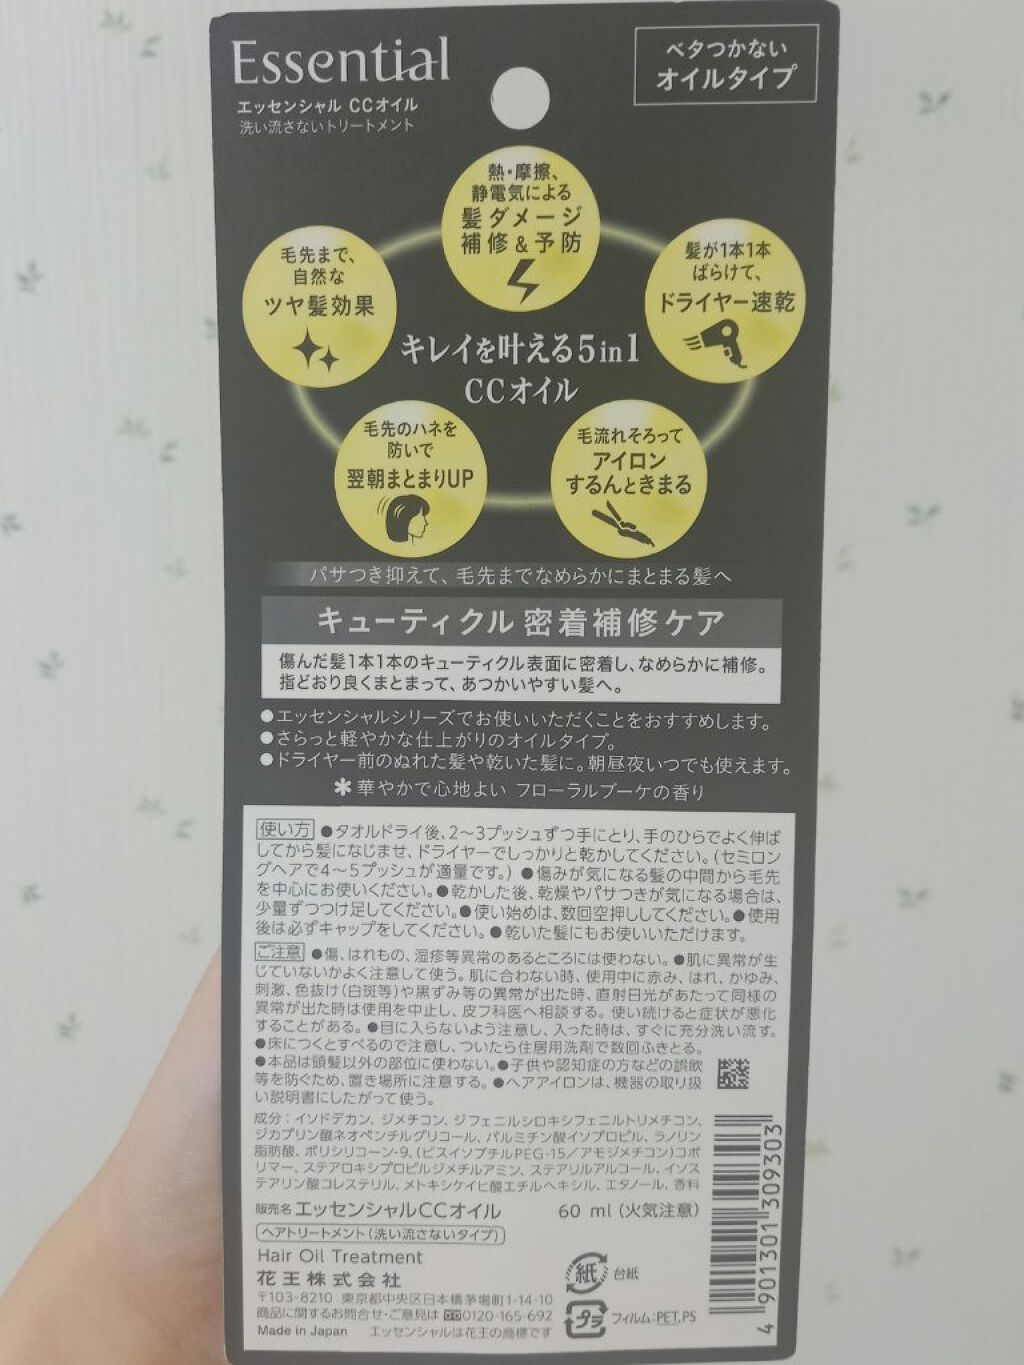 Essential
エッセンシャル CCオイル
洗い流さないトリートメント
ベタつかない
オイルタイプ
熱・摩擦、
静電気による
髪ダメージ
補修&予防
毛先まで、
自然な
ツヤ髪効果
髪が1本1本
ばらけて、
ドライヤー速乾
キレイを叶える5in1
CCオイル
毛先のハネを
防いで
翌朝まとまりUP
毛流れそろって
アイロン
するんときまる
パサつき抑えて、毛先までなめらかにまとまる髪へ
キューティクル 密着補修ケア
傷んだ髪1本1本のキューティクル表面に密着し、なめらかに補修。
指どおり良くまとまって、あつかいやすい髪へ。
●エッセンシャルシリーズでお使いいただくことをおすすめします。
●さらっと軽やかな仕上がりのオイルタイプ。
●ドライヤー前のぬれた髪や乾いた髪に。朝昼夜いつでも使えます。
＊華やかで心地よい フローラルブーケの香り
使い方 ●タオルドライ後、2～3プッシュずつ手にとり、手のひらでよく伸ば
してから髪になじませ、ドライヤーでしっかりと乾かしてください。(セミロン
グヘアで4～5プッシュが適量です。) ●傷みが気になる髪の中間から毛先
を中心にお使いください。●乾かした後、乾燥やパサつきが気になる場合は、
少量ずつつけ足してください。●使い始めは、数回空押ししてください。●使用
後は必ずキャップをしてください。●乾いた髪にもお使いいただけます。
ご注意 ●傷、はれもの、湿疹等異常のあるところには使わない。●肌に異常が生
じていないかよく注意して使う。肌に合わない時、使用中に赤み、はれ、かゆみ、
刺激、色抜け(白斑等)や黒ずみ等の異常が出た時、直射日光があたって同様の
異常が出た時は使用を中止し、皮フ科医へ相談する。使い続けると症状が悪化
することがある。●目に入らないよう注意し、入った時は、すぐに充分洗い流す。
●床につくとすべるので注意し、ついたら住居用洗剤で数回ふきとる。
●本品は頭髪以外の部位に使わない。●子供や認知症の方などの誤飲
等を防ぐため、置き場所に注意する。●ヘアアイロンは、機器の取り扱
い説明書にしたがって使う。
成分：イソドデカン、ジメチコン、ジフェニルシロキシフェニルトリメチコン、
ジカプリン酸ネオペンチルグリコール、パルミチン酸イソプロピル、ラノリン
脂肪酸、ポリシリコーン-9、(ビスイソブチルPEG-15／アモジメチコン)コポ
リマー、ステアロキシプロピルジメチルアミン、ステアリルアルコール、イソス
テアリン酸コレステリル、メトキシケイヒ酸エチルヘキシル、エタノール、香料
販売名 エッセンシャルCCオイル 60 ml (火気注意)
ヘアトリートメント(洗い流さないタイプ)
Hair Oil Treatment
花王株式会社
〒103-8210 東京都中央区日本橋茅場町1-14-10
商品に関するお問合せ・ご意見は 0120-165-692
Made in Japan エッセンシャルは花王の商標です
紙 台紙
プラ フィルム:PET,PS
4 901301 309303